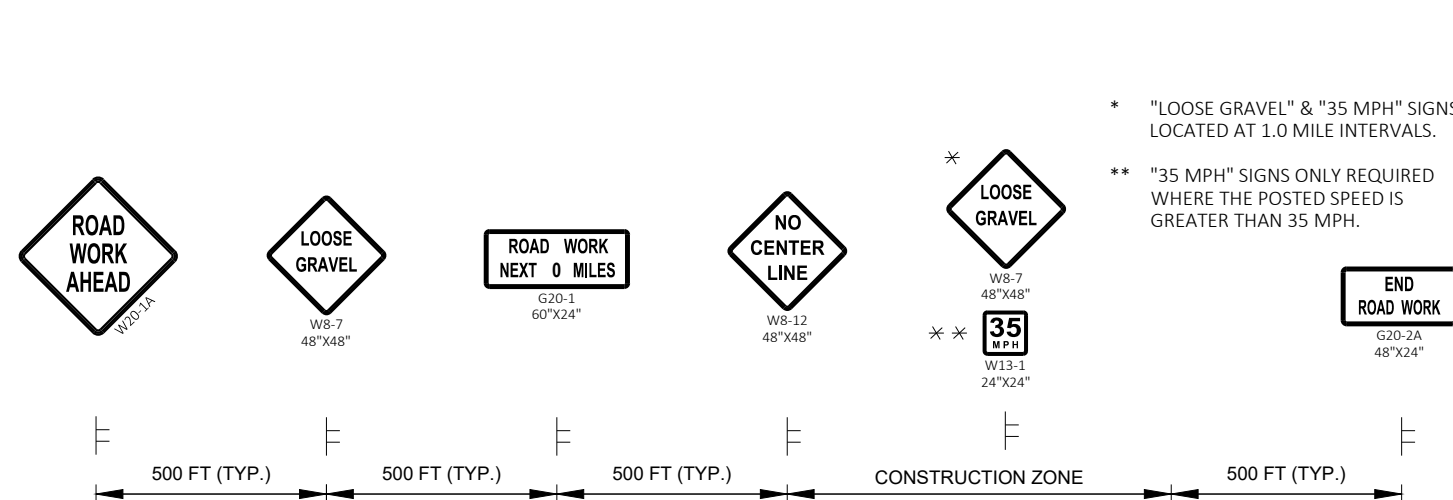 * "LOOSE GRAVEL" & "35 MPH" SIGNS
LOCATED AT 1.0 MILE INTERVALS.
** "35 MPH" SIGNS ONLY REQUIRED
WHERE THE POSTED SPEED IS
GREATER THAN 35 MPH.
ROAD
WORK
AHEAD
W20-1A
LOOSE
GRAVEL
W8-7
48"X48"
ROAD WORK
NEXT 0 MILES
G20-1
60"X24"
NO
CENTER
LINE
W8-12
48"X48"
*
LOOSE
GRAVEL
W8-7
48"X48"
**
35
MPH
W13-1
24"X24"
END
ROAD WORK
G20-2A
48"X24"
500 FT (TYP.)
500 FT (TYP.)
500 FT (TYP.)
CONSTRUCTION ZONE
500 FT (TYP.)